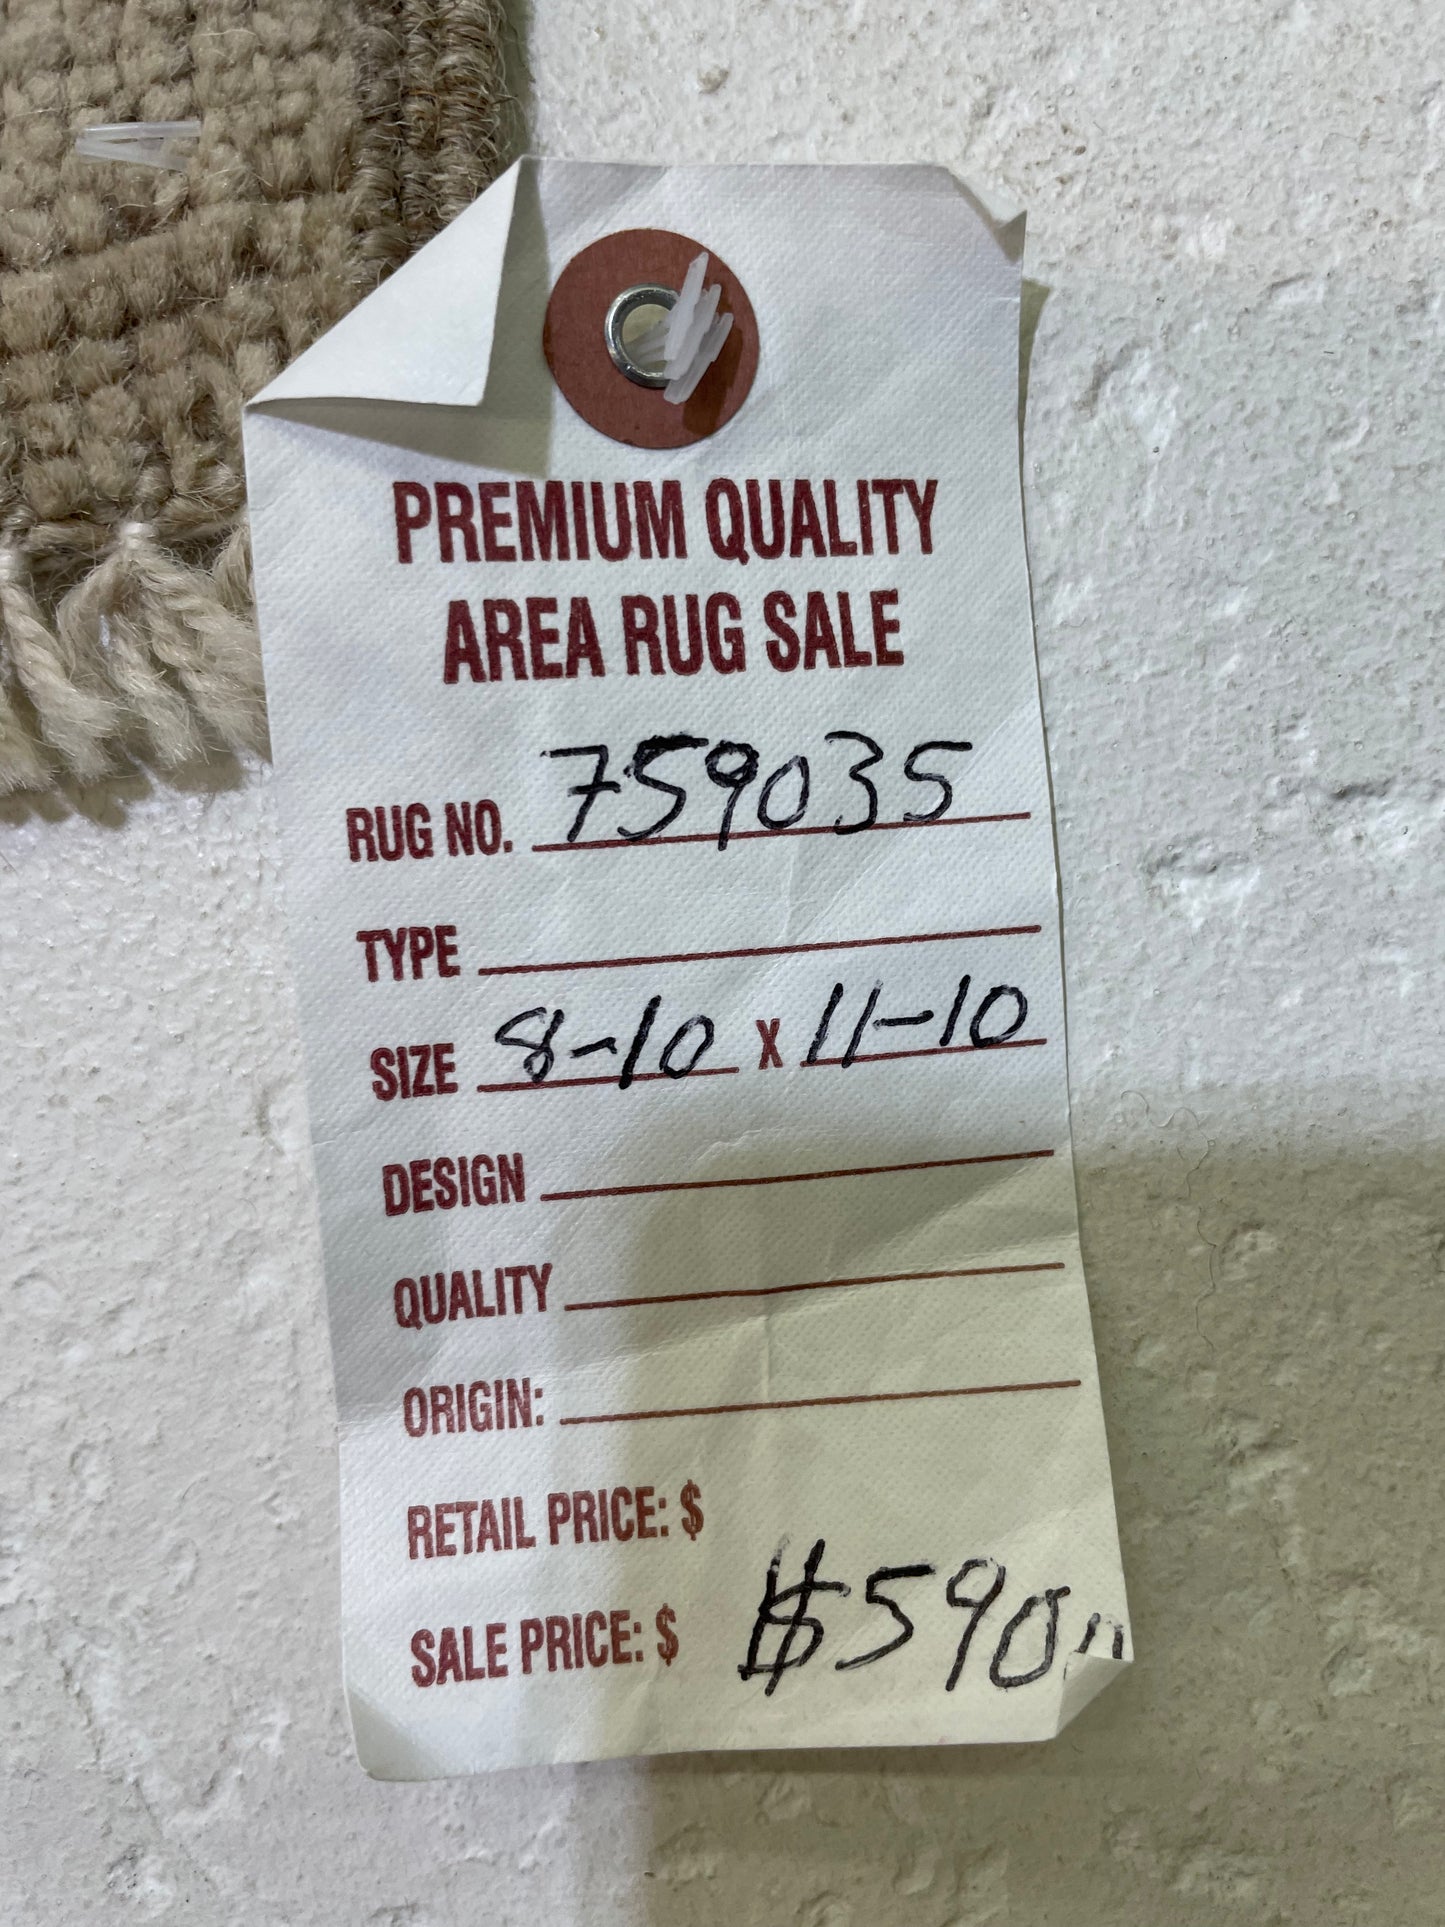 PREMIUM QUALITY
AREA RUG SALE
RUG NO. 759035
TYPE
SIZE 8-10 X 11-10
DESIGN
QUALITY
ORIGIN:
RETAIL PRICE: $
SALE PRICE: $ $590